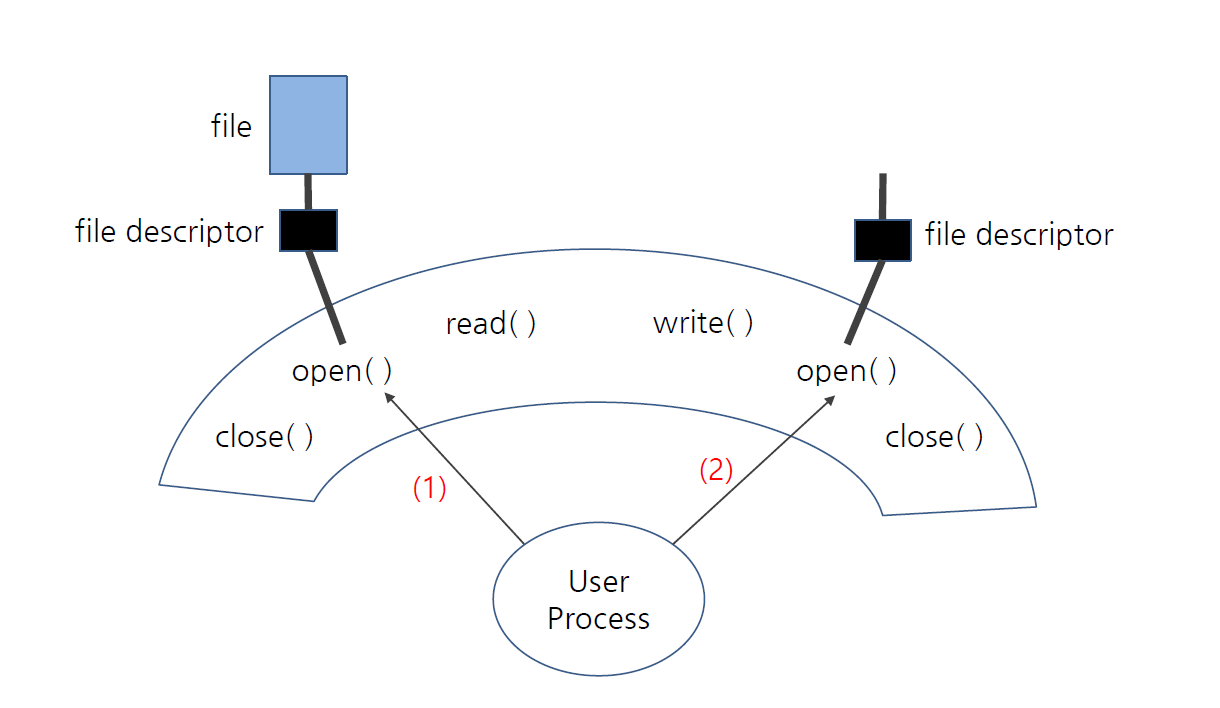 file
file descriptor
file descriptor
read( )
write( )
open( )
open( )
close( )
close( )
(1)
(2)
User
Process